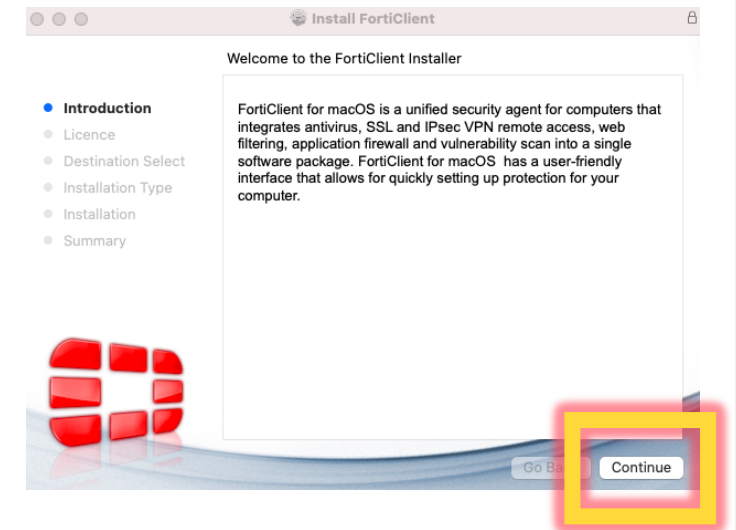 Install FortiClient
Welcome to the FortiClient Installer
Introduction
Licence
Destination Select
Installation Type
Installation
Summary
FortiClient for macOS is a unified security agent for computers that
integrates antivirus, SSL and IPsec VPN remote access, web
filtering, application firewall and vulnerability scan into a single
software package. FortiClient for macOS  has a user-friendly
interface that allows for quickly setting up protection for your
computer.
Go
Continue